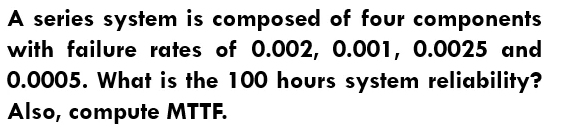 A series system is composed of four components
with failure rates of 0.002, 0.001, 0.0025 and
0.0005. What is the 100 hours system reliability?
Also, compute MTTF.